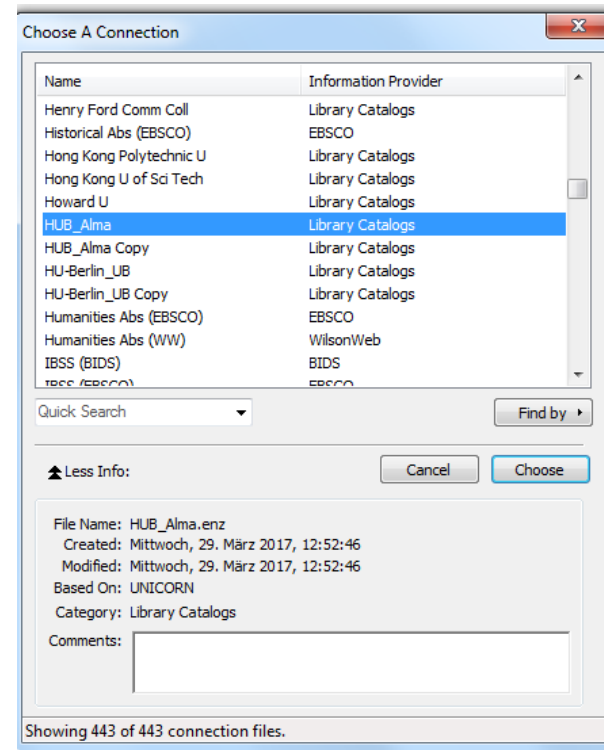 Choose A Connection
Name Information Provider
Henry Ford Comm Coll Library Catalogs
Historical Abs (EBSCO) EBSCO
Hong Kong Polytechnic U Library Catalogs
Hong Kong U of Sci Tech Library Catalogs
Howard U Library Catalogs
HUB_Alma Library Catalogs
HUB_Alma Copy Library Catalogs
HU-Berlin_UB Library Catalogs
HU-Berlin_UB Copy Library Catalogs
Humanities Abs (EBSCO) EBSCO
Humanities Abs (WW) WilsonWeb
IBSS (BIDS) BIDS
IBSS (EBSCO) EBSCO
Quick Search Find by
Less Info: Cancel Choose
File Name: HUB_Alma.enz
Created: Mittwoch, 29. März 2017, 12:52:46
Modified: Mittwoch, 29. März 2017, 12:52:46
Based On: UNICORN
Category: Library Catalogs
Comments:
Showing 443 of 443 connection files.